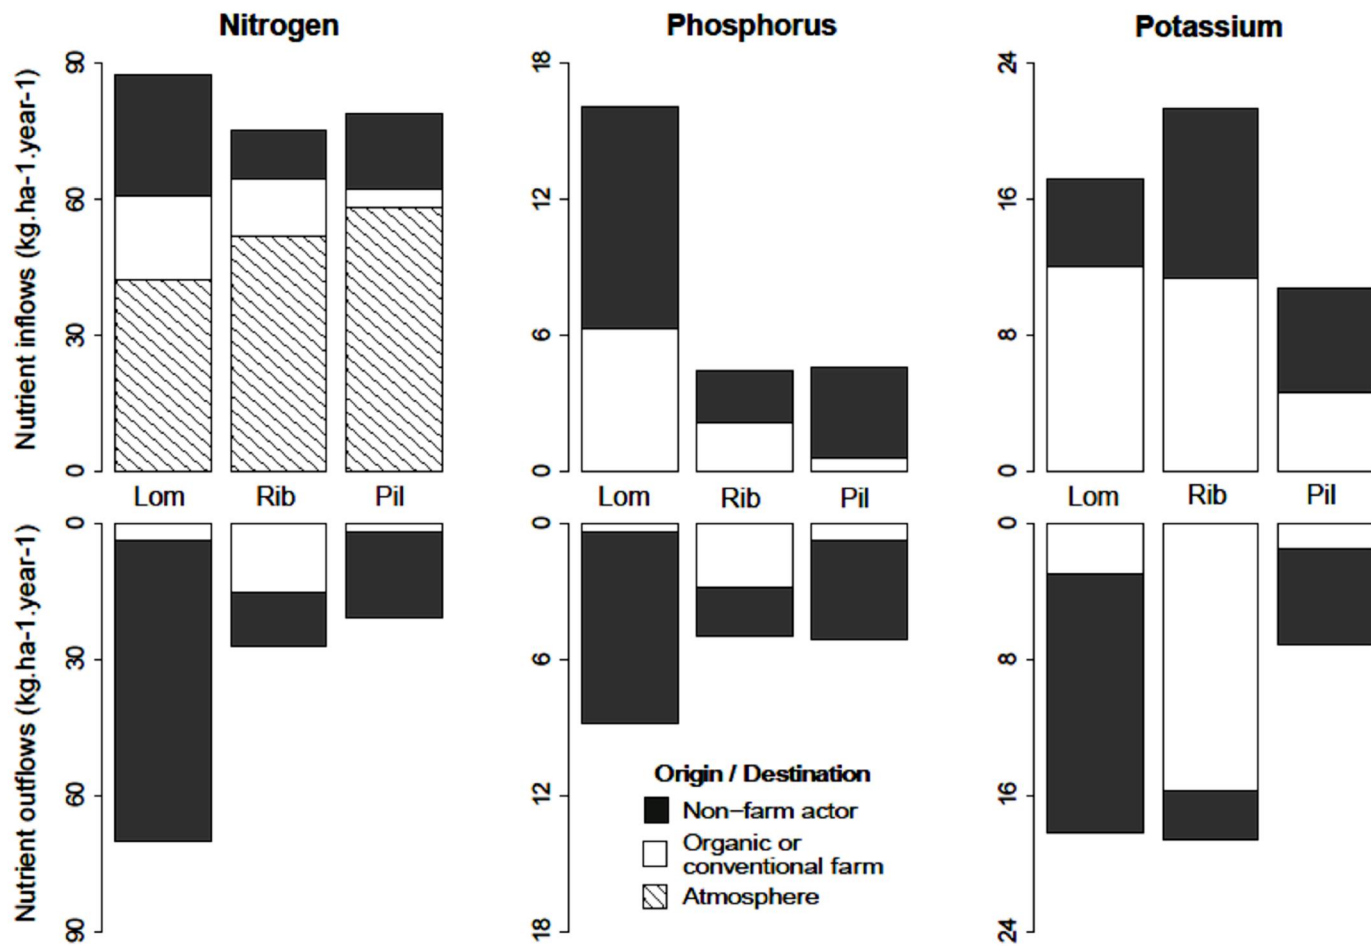 Nitrogen
Phosphorus
Potassium
Nutrient inflows (kg.ha-1.year-1)
90
60
30
0
18
12
6
0
24
16
8
0
Lom
Rib
Pil
Lom
Rib
Pil
Lom
Rib
Pil
Nutrient outflows (kg.ha-1.year-1)
0
30
60
90
0
6
12
18
0
8
16
24
Origin / Destination
Non-farm actor
Organic or
conventional farm
Atmosphere